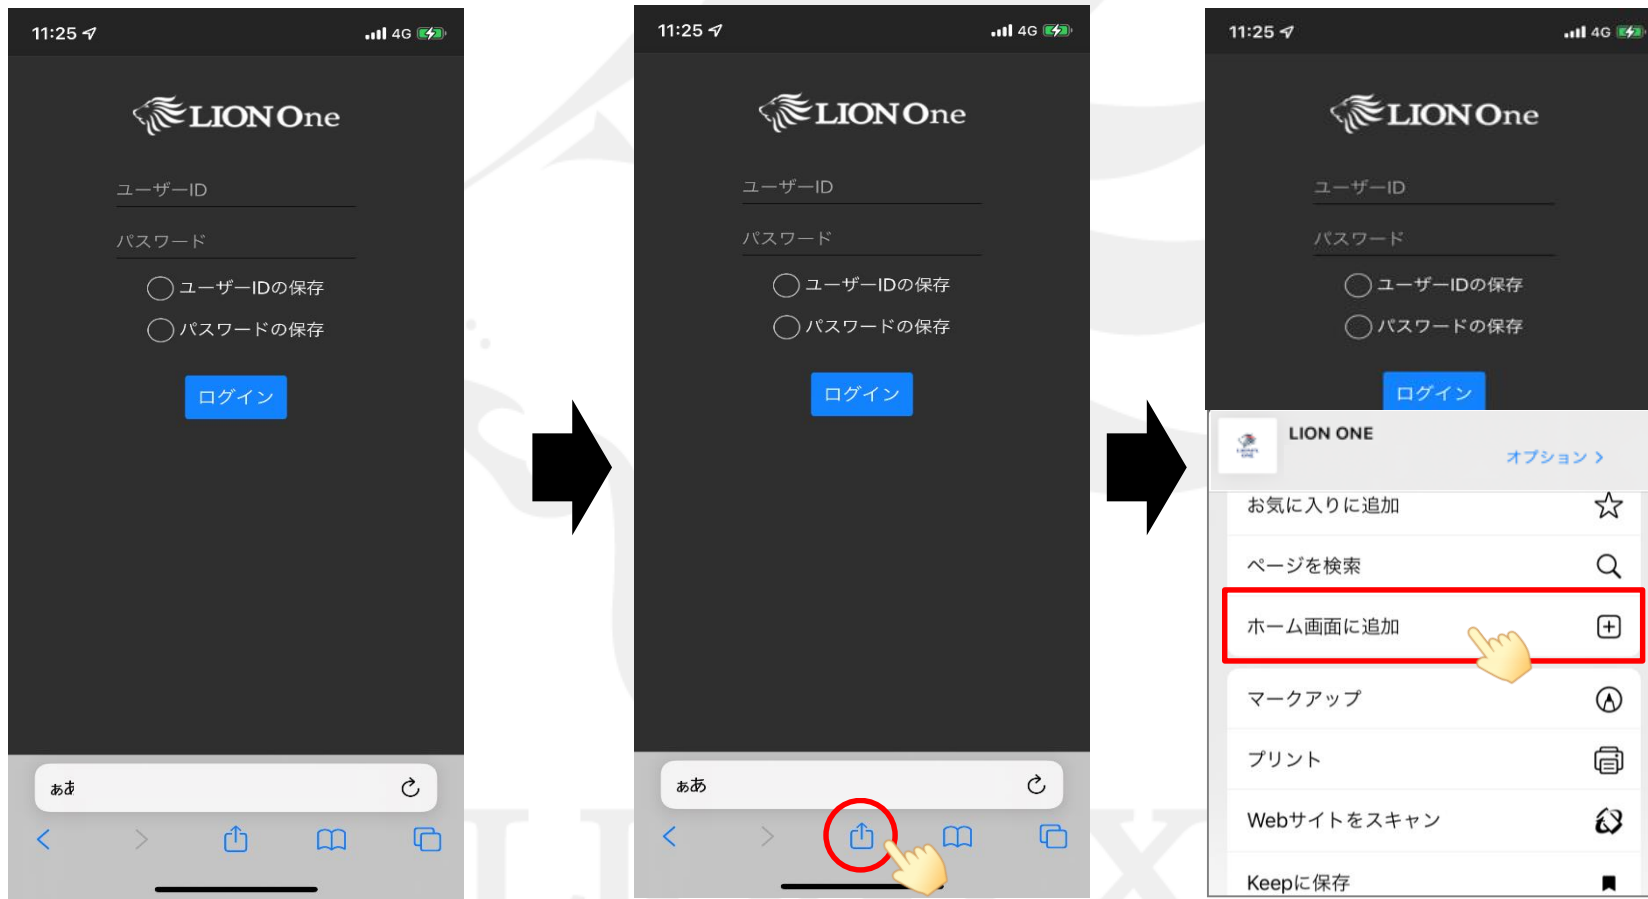 11:25
4G
LION One
ユーザーID
パスワード
ユーザーIDの保存
パスワードの保存
ログイン
ぁあ
11:25
4G
LION One
ユーザーID
パスワード
ユーザーIDの保存
パスワードの保存
ログイン
ぁあ
11:25
4G
LION One
ユーザーID
パスワード
ユーザーIDの保存
パスワードの保存
ログイン
LION ONE
オプション
お気に入りに追加
ページを検索
ホーム画面に追加
マークアップ
プリント
Webサイトをスキャン
Keepに保存